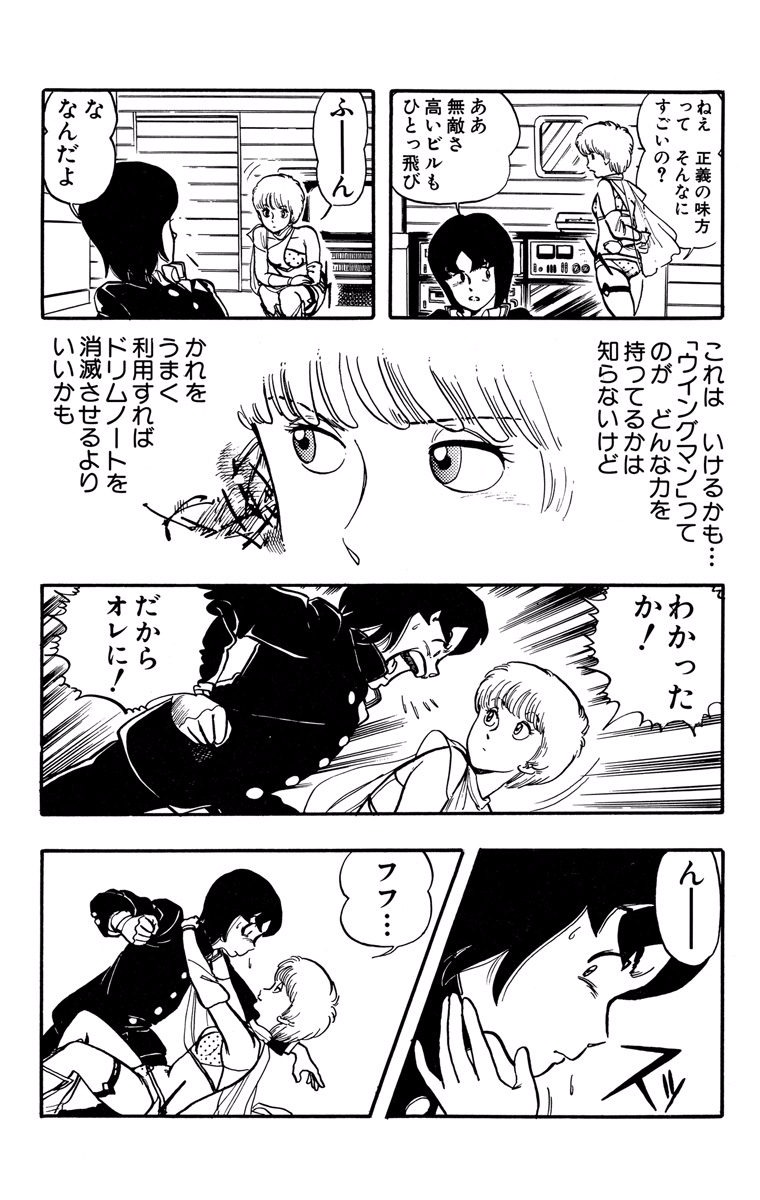 ねえ 正義の味方
って そんなに
すごいの?
ああ
無敵さ
高いビルも
ひとっ飛び
ふーん
な
なんだよ
これは いけるかも…
「ウイングマン」って
のが どんな力を
持ってるかは
知らないけど
かれを
うまく
利用すれば
ドリムノートを
消滅させるより
いいかも
わかった
か!
だから
オレに!
んー
スッ
フフ…